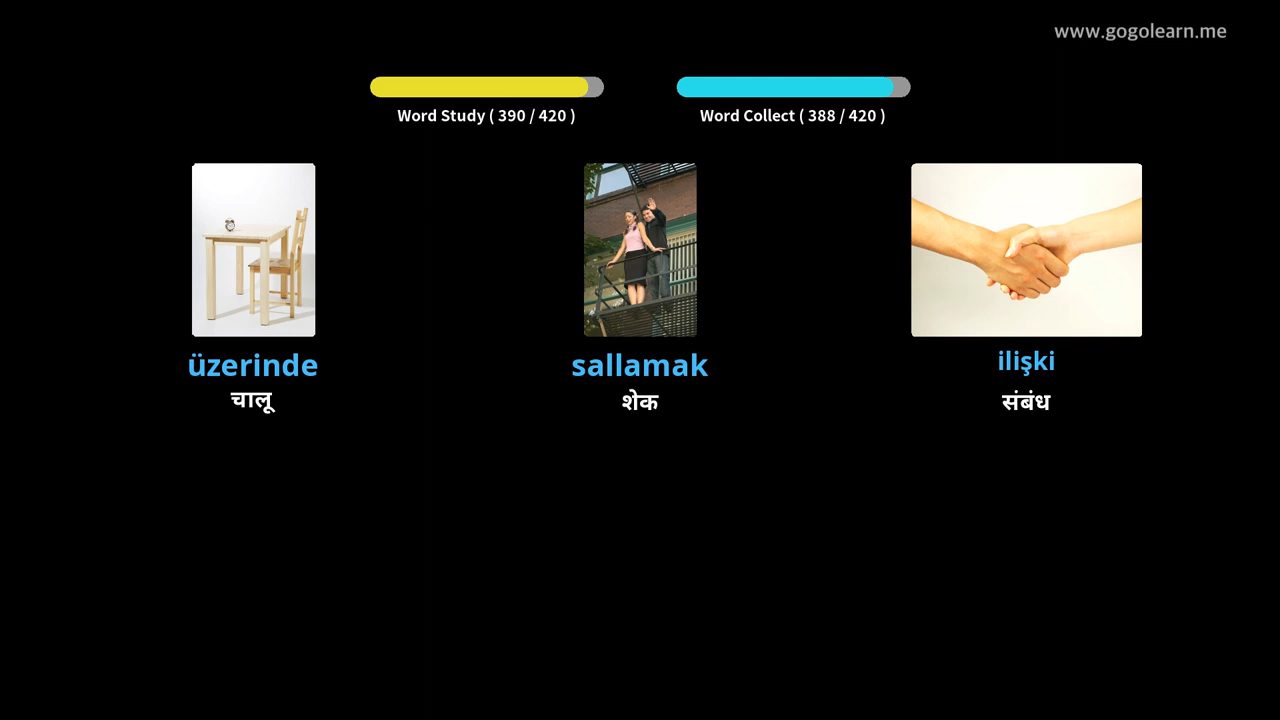 www.gogolearn.me
Word Study ( 390 / 420 )
Word Collect ( 388 / 420 )
üzerinde
चालू
sallamak
शेक
ilişki
संबंध